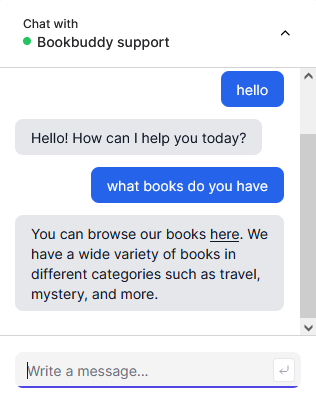 Chat with
Bookbuddy support
hello
Hello! How can I help you today?
what books do you have
You can browse our books here. We
have a wide variety of books in
different categories such as travel,
mystery, and more.
Write a message...